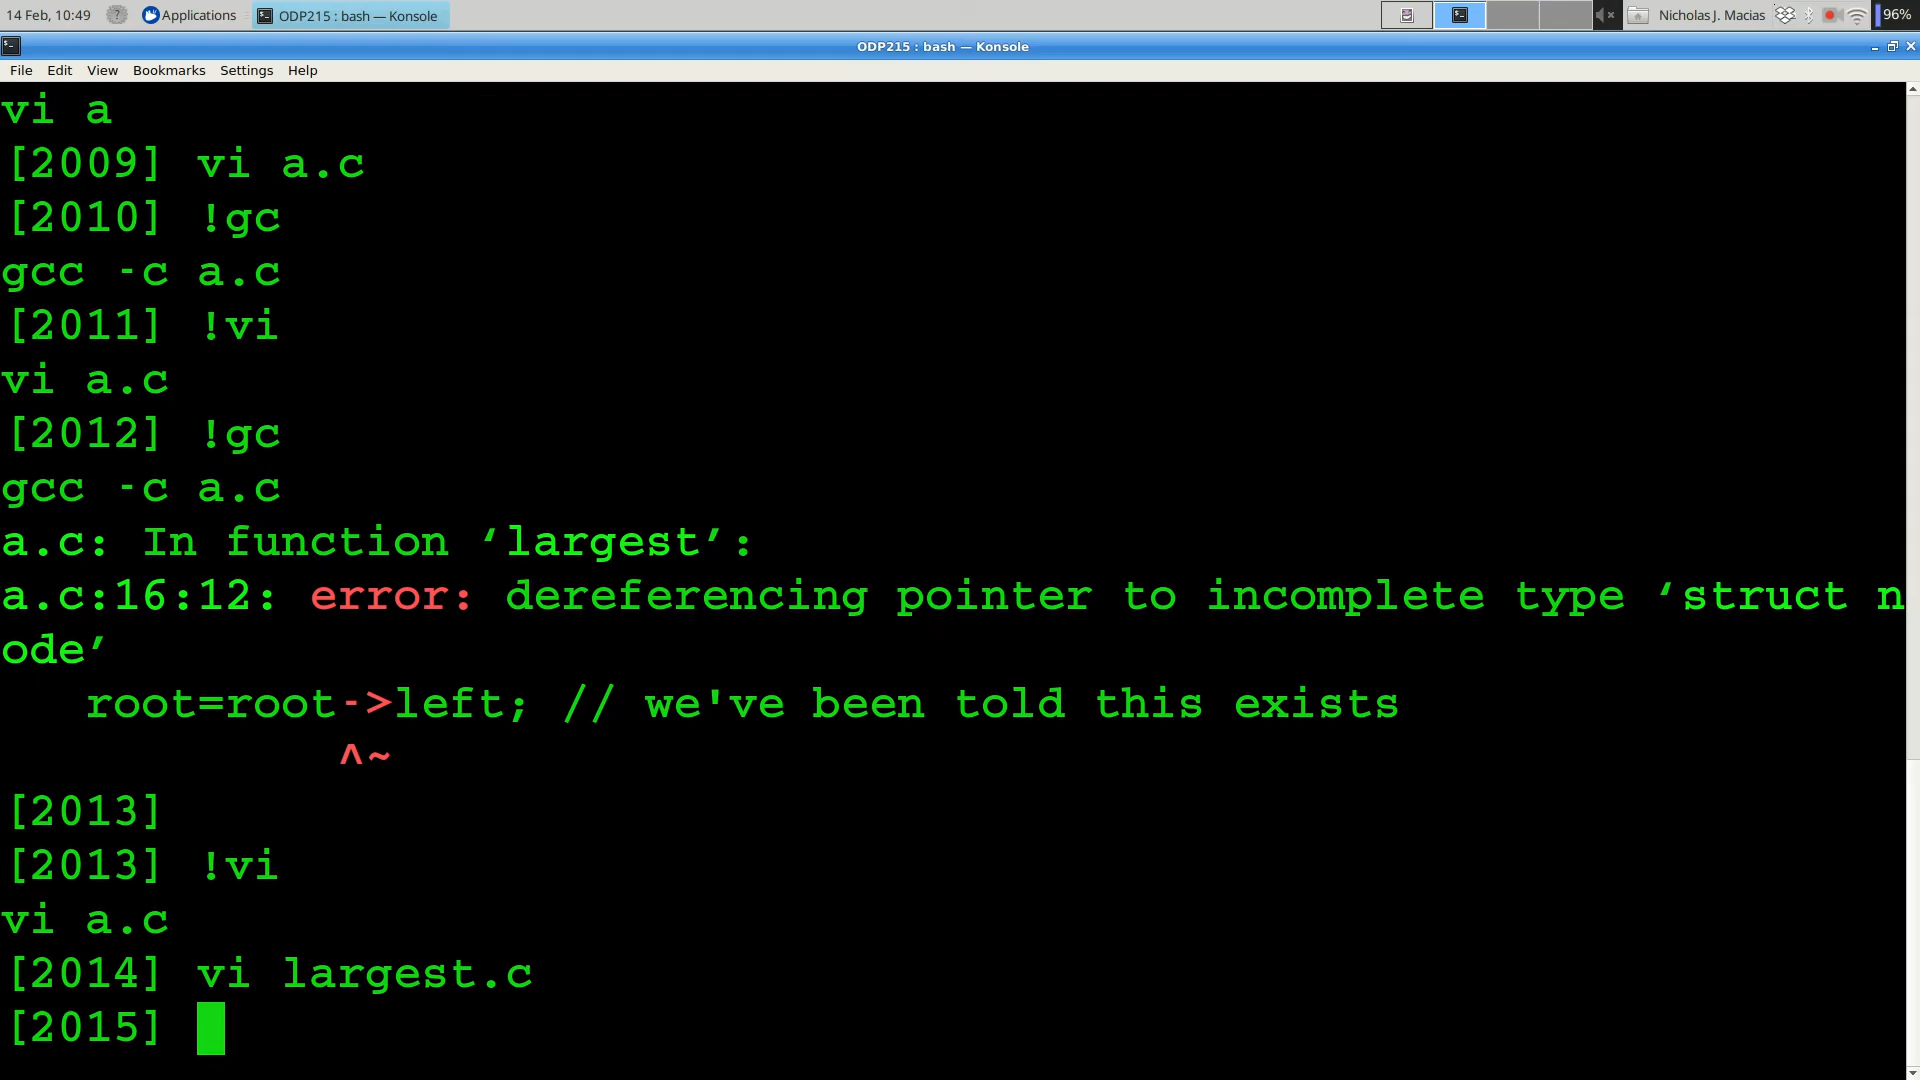 14 Feb, 10:49 ? Applications ODP215 : bash — Konsole Nicholas J. Macias 96%
ODP215 : bash — Konsole
File Edit View Bookmarks Settings Help
vi a
[2009] vi a.c
[2010] !gc
gcc -c a.c
[2011] !vi
vi a.c
[2012] !gc
gcc -c a.c
a.c: In function ‘largest’:
a.c:16:12: error: dereferencing pointer to incomplete type ‘struct n
ode’
root=root->left; // we've been told this exists
^~
[2013]
[2013] !vi
vi a.c
[2014] vi largest.c
[2015]